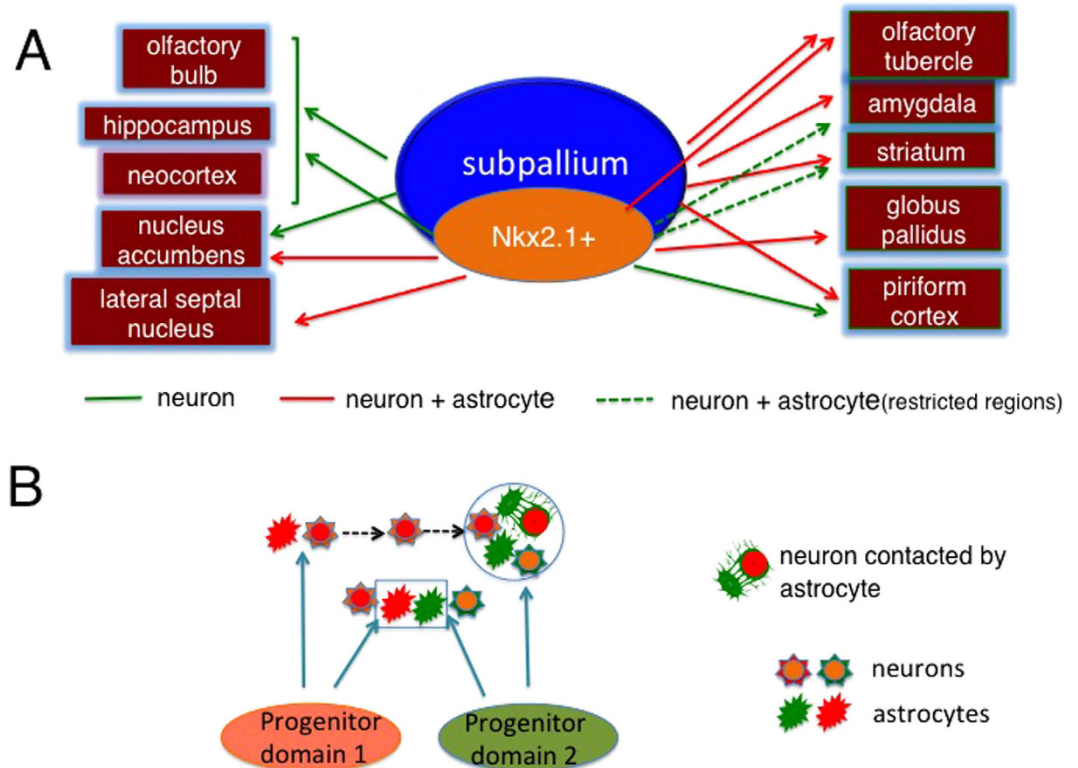 A
olfactory
bulb
hippocampus
neocortex
nucleus
accumbens
lateral septal
nucleus
subpallium
Nkx2.1+
olfactory
tubercle
amygdala
striatum
globus
pallidus
piriform
cortex
neuron
neuron + astrocyte
neuron + astrocyte(restricted regions)
B
neuron contacted by
astrocyte
neurons
astrocytes
Progenitor
domain 1
Progenitor
domain 2